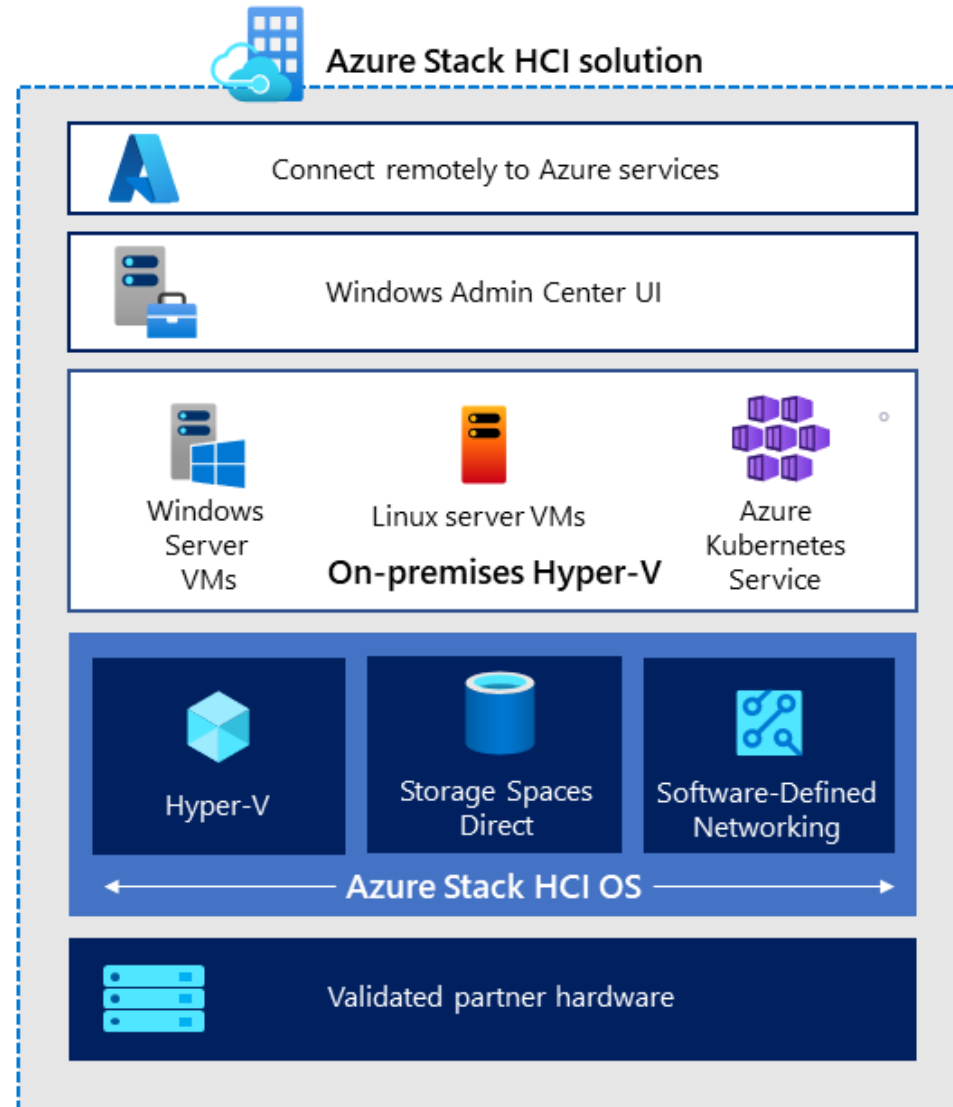 Azure Stack HCI solution
Connect remotely to Azure services
Windows Admin Center UI
Windows
Server
VMs
Linux server VMs
Azure
Kubernetes
Service
On-premises Hyper-V
Hyper-V
Storage Spaces
Direct
Software-Defined
Networking
Azure Stack HCI OS
Validated partner hardware